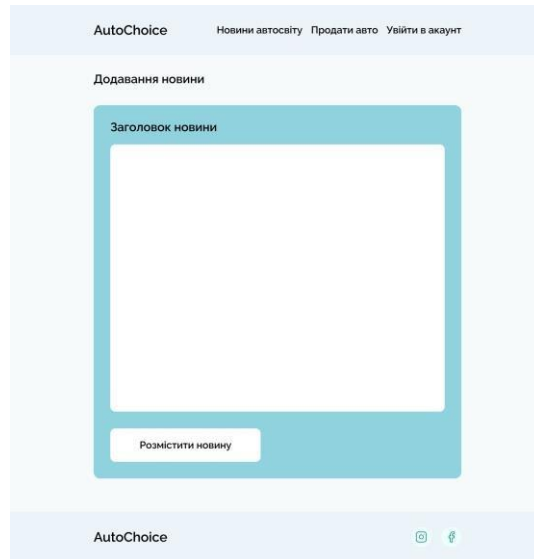 AutoChoice
Новини автосвіту Продати авто Увійти в акаунт
Додавання новини
Заголовок новини
Розмістити новину
AutoChoice